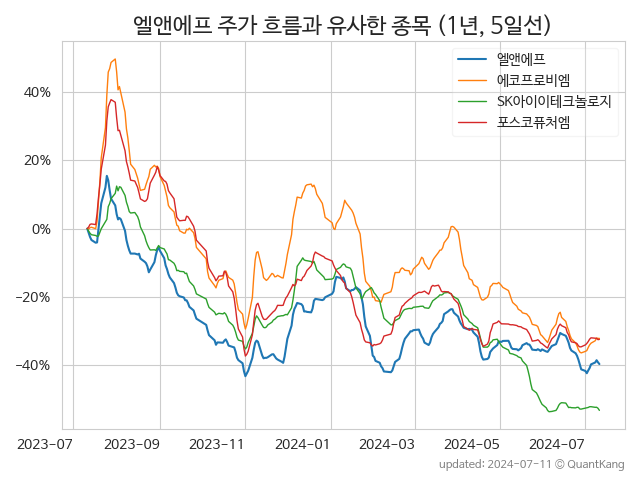 엘앤에프 주가 흐름과 유사한 종목 (1년, 5일선)
엘앤에프
에코프로비엠
SK아이이테크놀로지
포스코퓨처엠
40%
20%
0%
−20%
−40%
2023-07 2023-09 2023-11 2024-01 2024-03 2024-05 2024-07
updated: 2024-07-11 © QuantKang